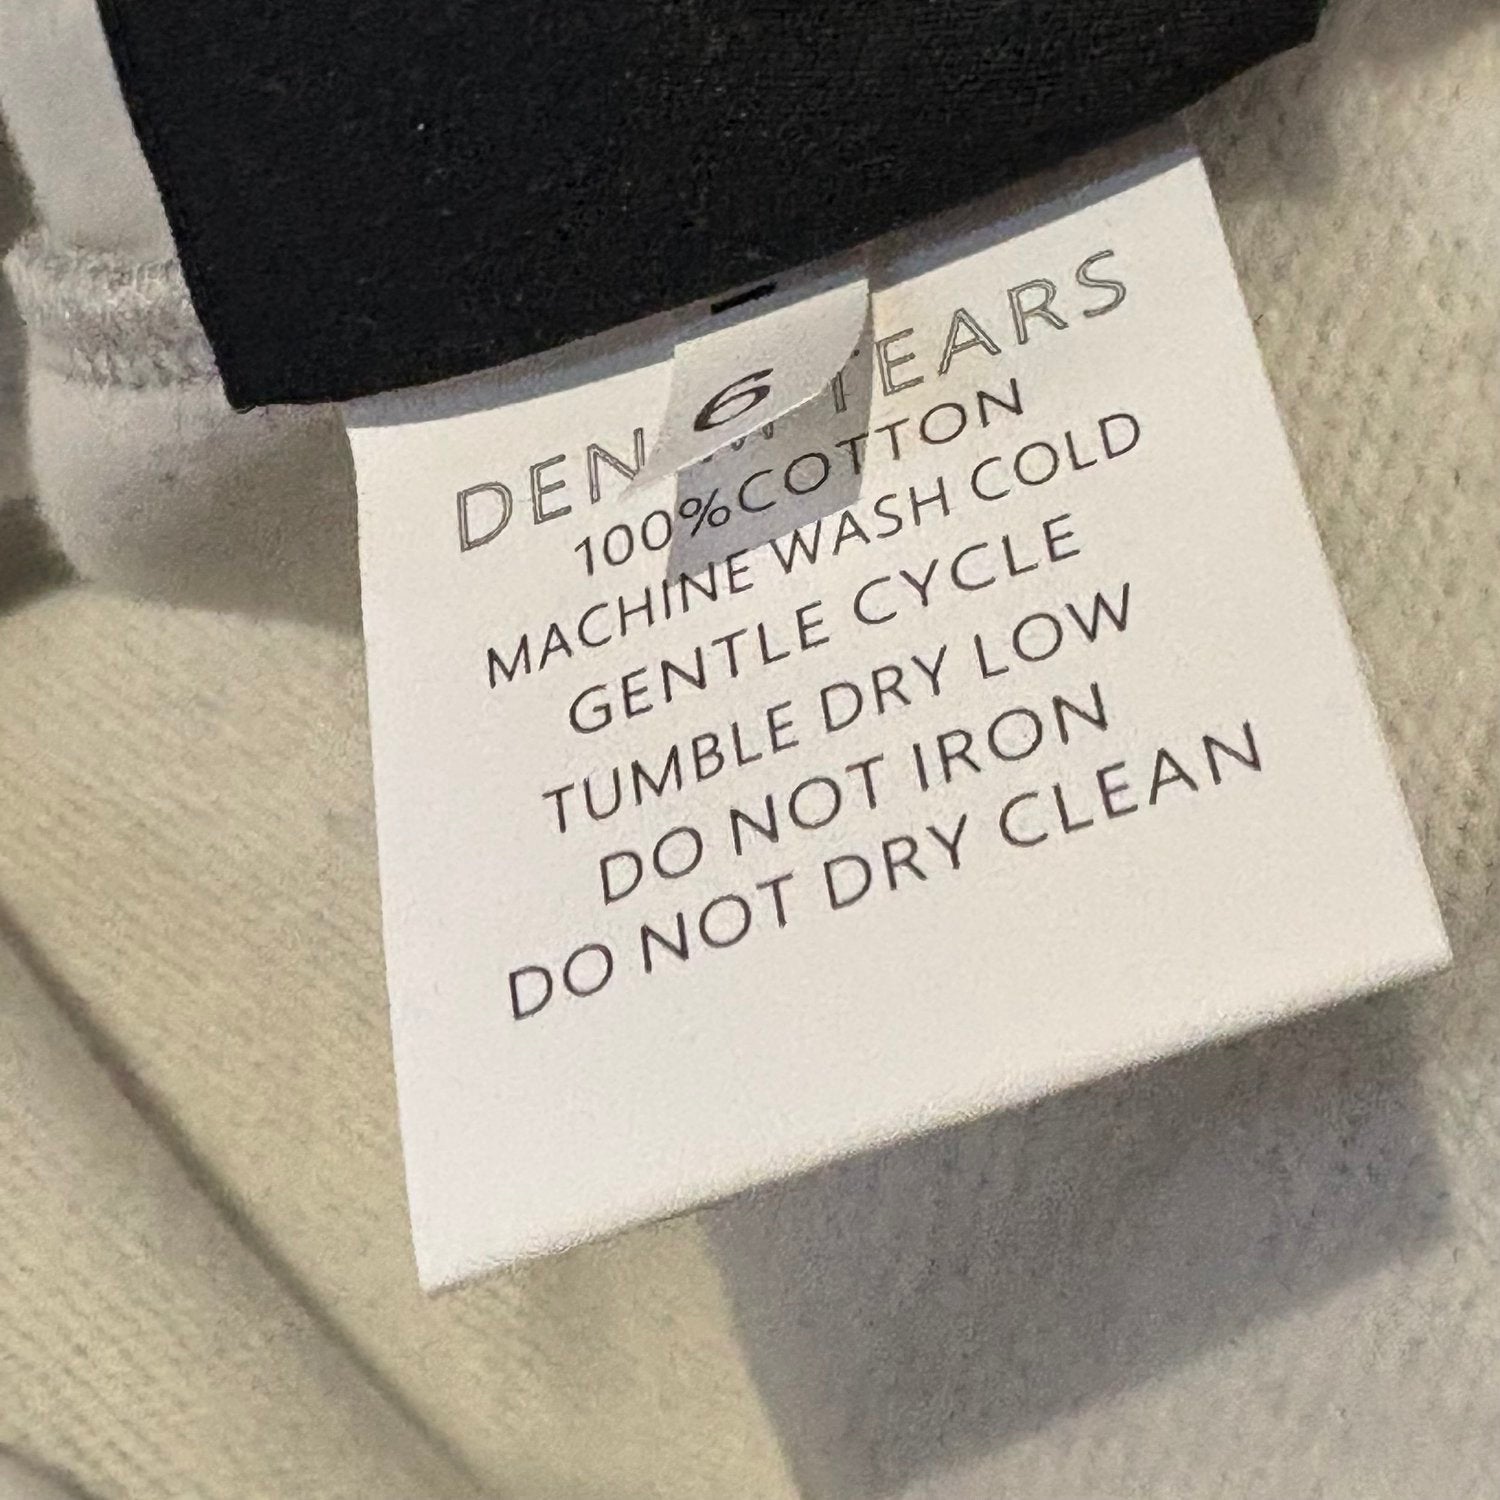 6
DEN TEARS
100%COTTON
MACHINE WASH COLD
GENTLE CYCLE
TUMBLE DRY LOW
DO NOT IRON
DO NOT DRY CLEAN